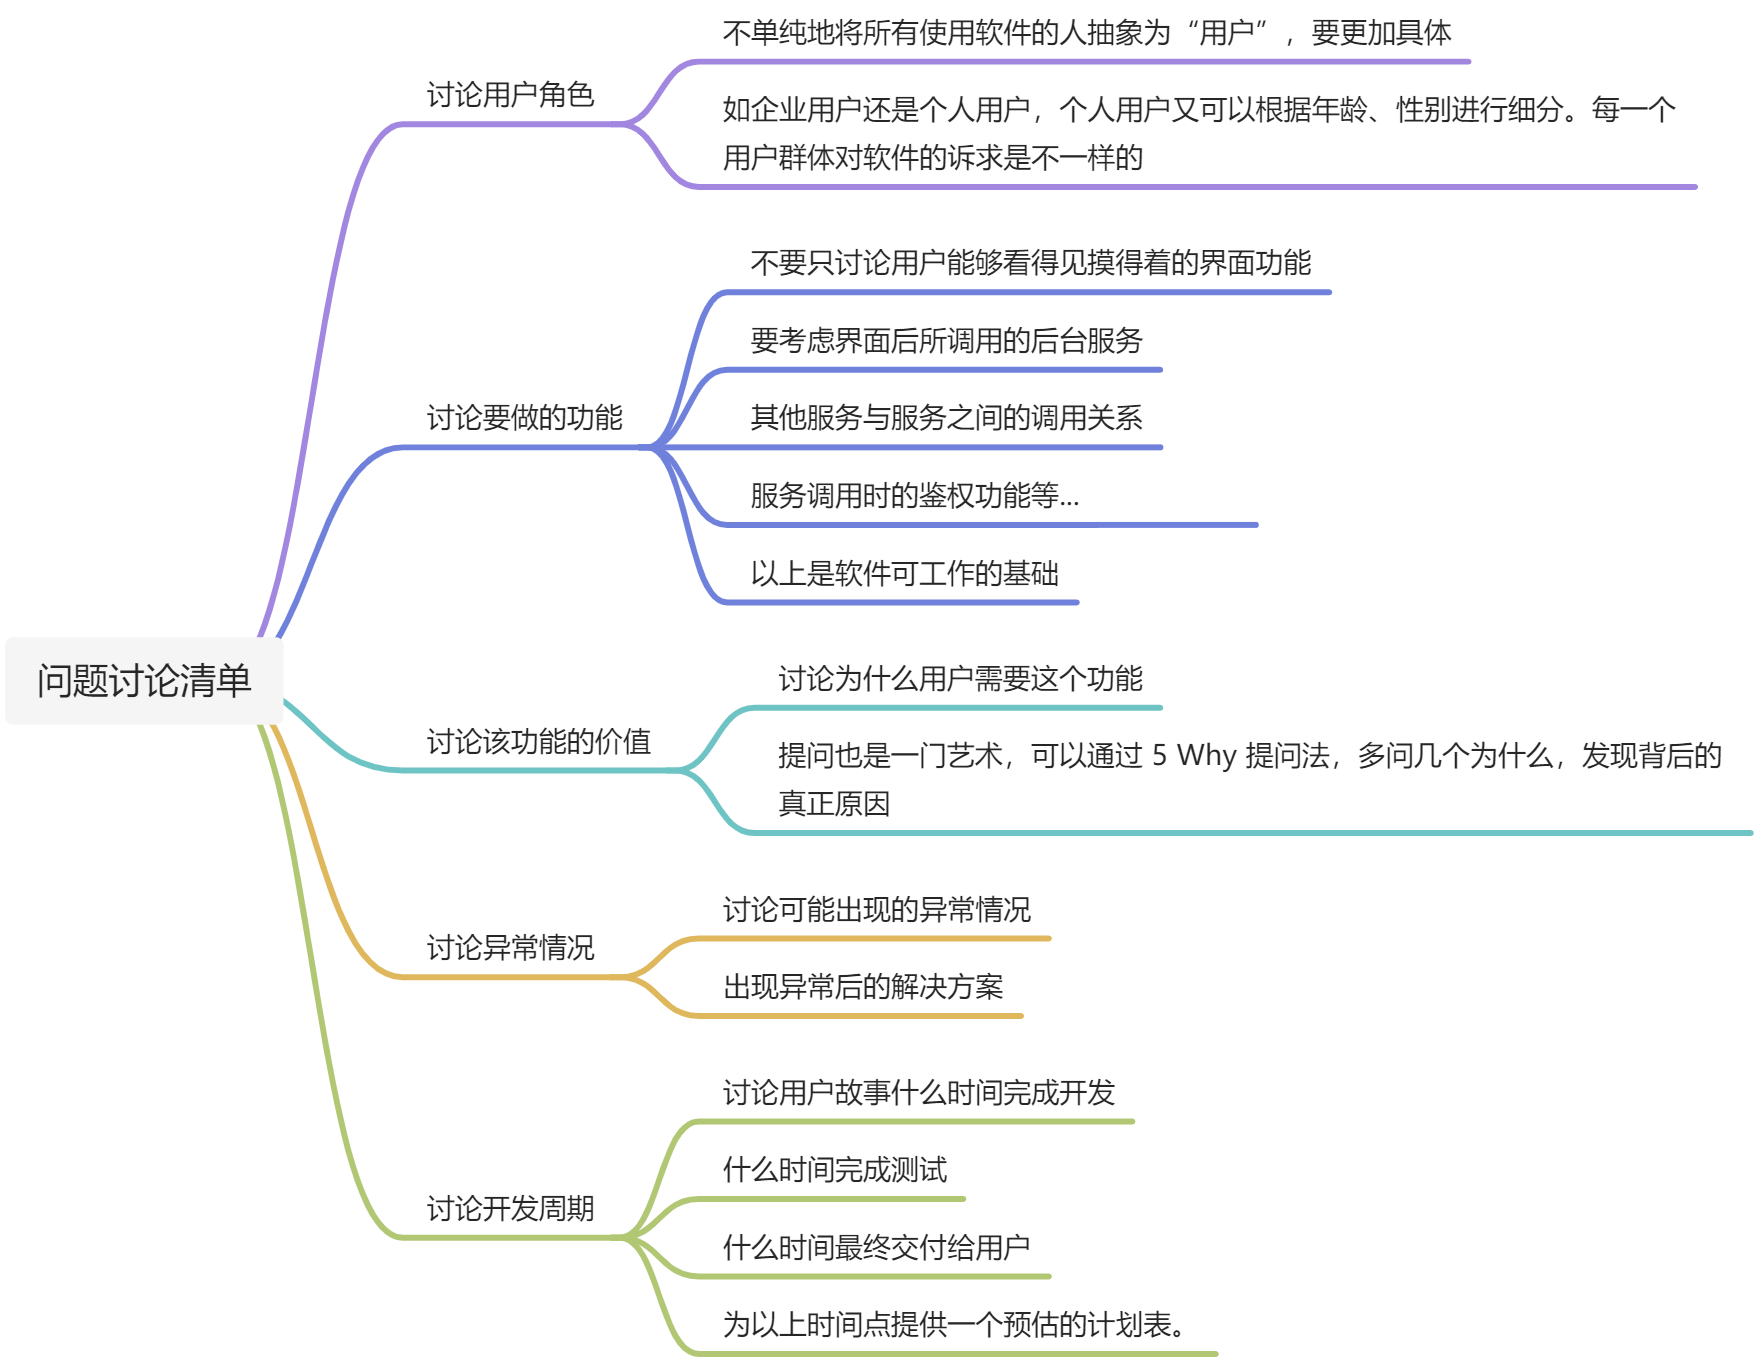 问题讨论清单
讨论用户角色
不单纯地将所有使用软件的人抽象为“用户”，要更加具体
如企业用户还是个人用户，个人用户又可以根据年龄、性别进行细分。每一个
用户群体对软件的诉求是不一样的
讨论要做的功能
不要只讨论用户能够看得见摸得着的界面功能
要考虑界面后所调用的后台服务
其他服务与服务之间的调用关系
服务调用时的鉴权功能等...
以上是软件可工作的基础
讨论该功能的价值
讨论为什么用户需要这个功能
提问也是一门艺术，可以通过 5 Why 提问法，多问几个为什么，发现背后的
真正原因
讨论异常情况
讨论可能出现的异常情况
出现异常后的解决方案
讨论开发周期
讨论用户故事什么时间完成开发
什么时间完成测试
什么时间最终交付给用户
为以上时间点提供一个预估的计划表。